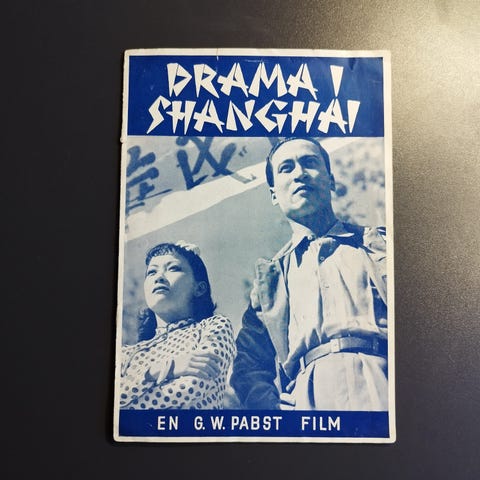 DRAMA I
SHANGHAI
EN G.W. PABST FILM